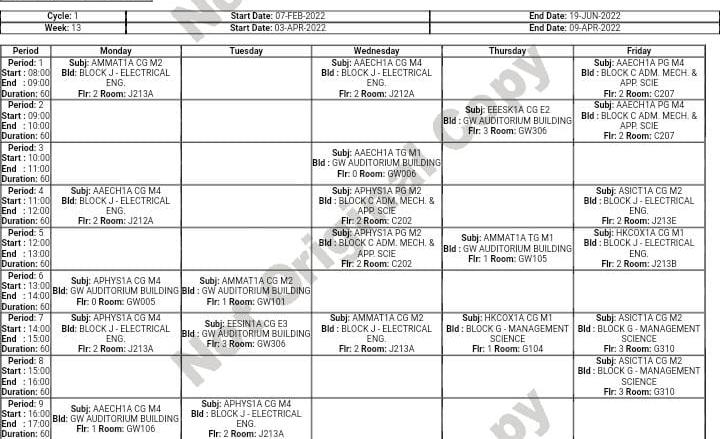 Cycle: 1 Start Date: 07-FEB-2022 End Date: 19-JUN-2022
Week: 13 Start Date: 03-APR-2022 End Date: 09-APR-2022
Period Monday Tuesday Wednesday Thursday Friday
Period: 1 Subj: AMMAT1A CG M2 Subj: AAECH1A CG M4 Subj: AAECH1A PG M4
Start : 08:00 Bld: BLOCK J - ELECTRICAL Bld : BLOCK J - ELECTRICAL Bld : BLOCK C ADM. MECH. &
End : 09:00 ENG. ENG. APP. SCIE
Duration: 60 Flr: 2 Room: J213A Flr: 2 Room: J212A Flr: 2 Room: C207
Period: 2 Subj: EEESK1A CG E2 Subj: AAECH1A PG M4
Start : 09:00 Bld : GW AUDITORIUM BUILDING Bld : BLOCK C ADM. MECH. &
End : 10:00 Flr: 3 Room: GW306 APP. SCIE
Duration: 60 Flr: 2 Room: C207
Period: 3 Subj: AAECH1A TG M1
Start : 10:00 Bld : GW AUDITORIUM BUILDING
End : 11:00 Flr: 0 Room: GW006
Duration: 60
Period: 4 Subj: AAECH1A CG M4 Subj: APHYS1A PG M2 Subj: ASICT1A CG M2
Start : 11:00 Bld: BLOCK J - ELECTRICAL Bld : BLOCK C ADM. MECH. & Bld : BLOCK J - ELECTRICAL
End : 12:00 ENG. APP. SCIE ENG.
Duration: 60 Flr: 2 Room: J212A Flr: 2 Room: C202 Flr: 2 Room: J213E
Period: 5 Subj: APHYS1A PG M2 Subj: AMMAT1A TG M1 Subj: HKCOX1A CG M1
Start : 12:00 Bld : BLOCK C ADM. MECH. & Bld : GW AUDITORIUM BUILDING Bld : BLOCK J - ELECTRICAL
End : 13:00 APP. SCIE Flr: 1 Room: GW105 ENG.
Duration: 60 Flr: 2 Room: C202 Flr: 2 Room: J213B
Period: 6 Subj: APHYS1A CG M4 Subj: AMMAT1A CG M2
Start : 13:00 Bld: GW AUDITORIUM BUILDING Bld : GW AUDITORIUM BUILDING
End : 14:00 Flr: 0 Room: GW005 Flr: 1 Room: GW101
Duration: 60
Period: 7 Subj: APHYS1A CG M4 Subj: EESIN1A CG E3 Subj: AMMAT1A CG M2 Subj: HKCOX1A CG M1 Subj: ASICT1A CG M2
Start : 14:00 Bld: BLOCK J - ELECTRICAL Bld : GW AUDITORIUM BUILDING Bld : BLOCK J - ELECTRICAL Bld : BLOCK G - MANAGEMENT Bld : BLOCK G - MANAGEMENT
End : 15:00 ENG. Flr: 3 Room: GW306 ENG. SCIENCE SCIENCE
Duration: 60 Flr: 2 Room: J213A Flr: 2 Room: J213A Flr: 1 Room: G104 Flr: 3 Room: G310
Period: 8 Subj: ASICT1A CG M2
Start : 15:00 Bld : BLOCK G - MANAGEMENT
End : 16:00 SCIENCE
Duration: 60 Flr: 3 Room: G310
Period: 9 Subj: AAECH1A CG M4 Subj: APHYS1A CG M4
Start : 16:00 Bld: GW AUDITORIUM BUILDING Bld : BLOCK J - ELECTRICAL
End : 17:00 Flr: 1 Room: GW106 ENG.
Duration: 60 Flr: 2 Room: J213A
Not Original Copy